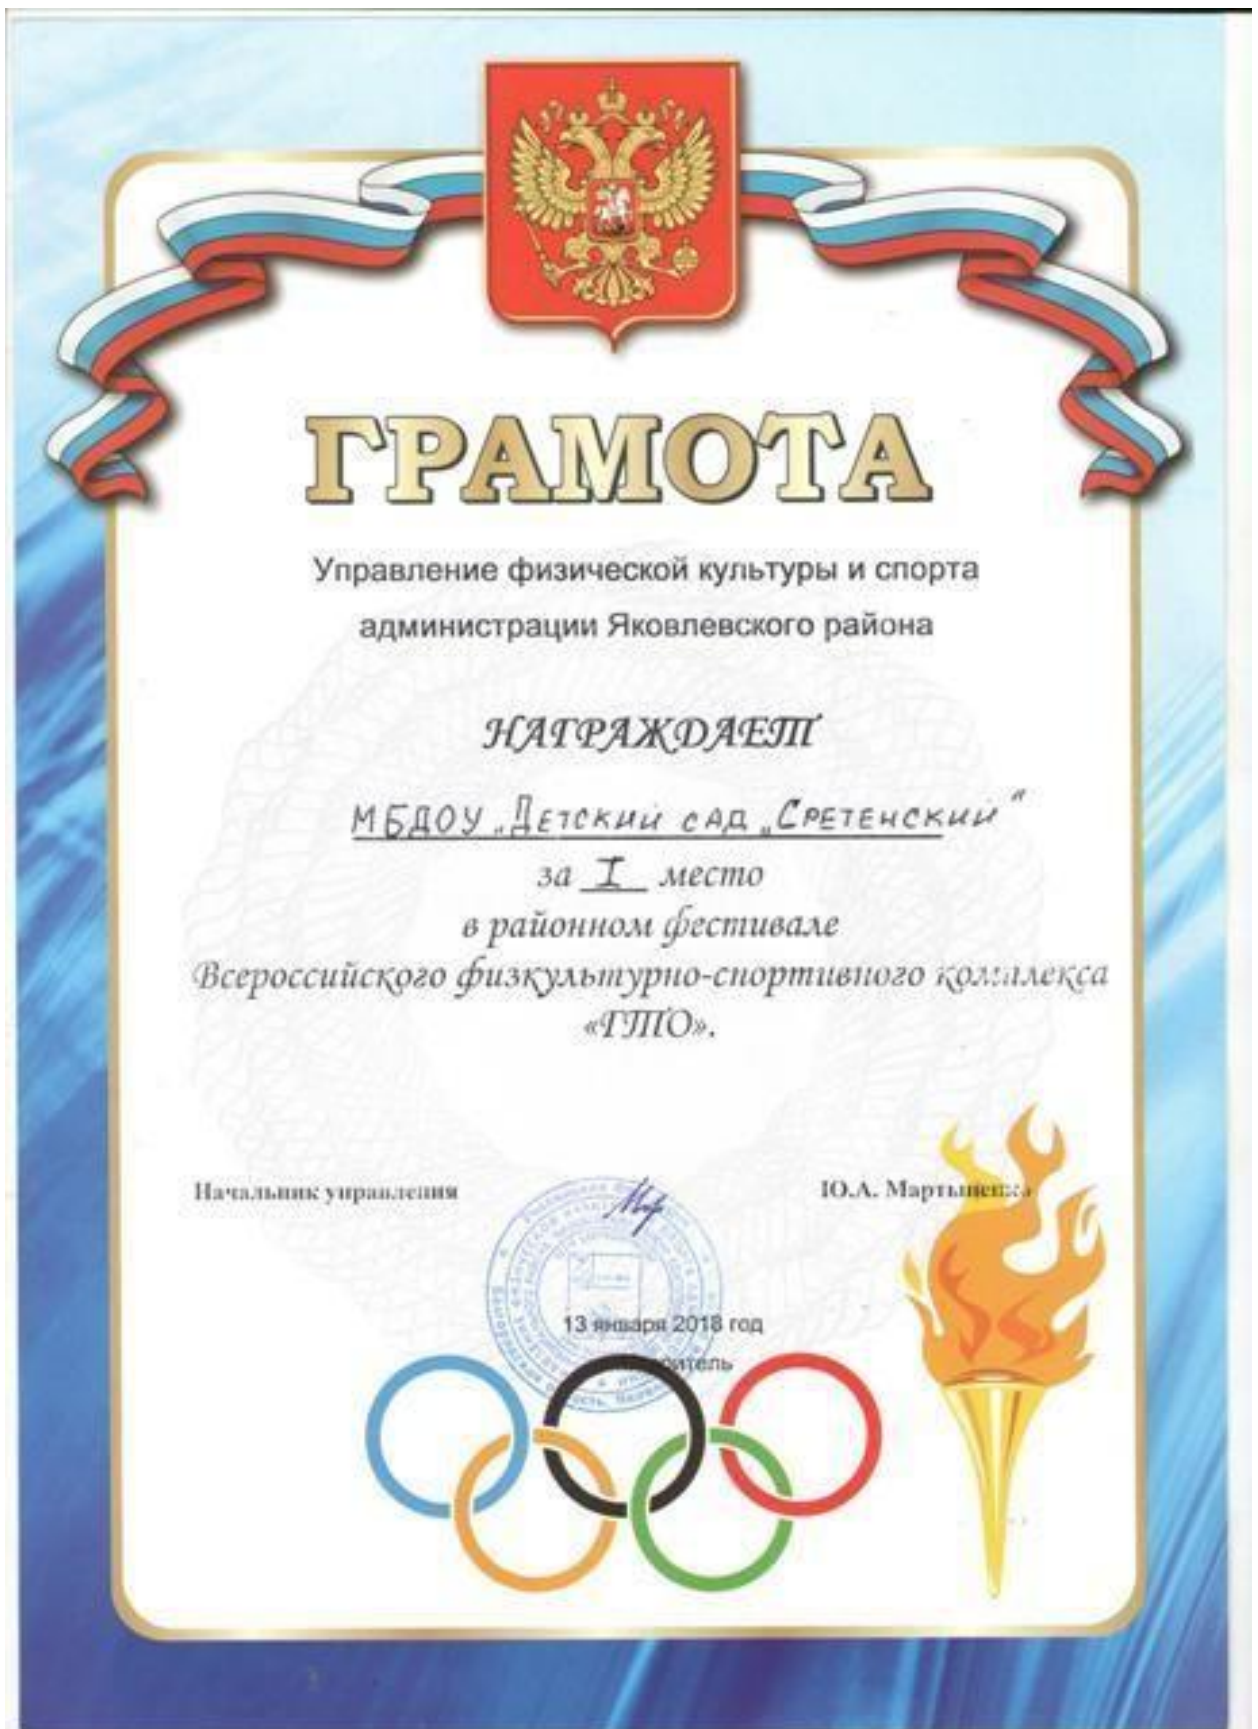 ГРАМОТА
Управление физической культуры и спорта
администрации Яковлевского района
НАГРАЖДАЕТ
МБДОУ „Детский сад „Сретенский"
за I место
в районном фестивале
Всероссийского физкультурно-спортивного комплекса
«ГТО».
Начальник управления Ю.А. Мартыненко
13 января 2018 год